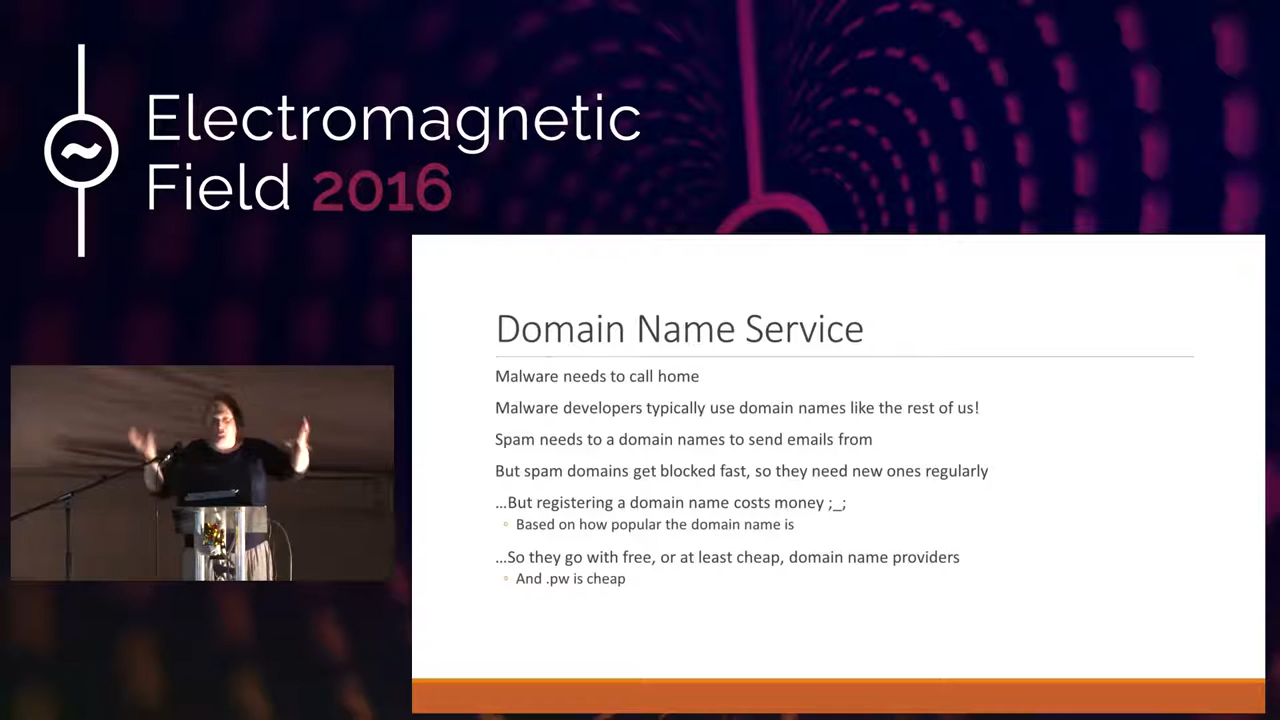 Electromagnetic
Field 2016
Domain Name Service
Malware needs to call home
Malware developers typically use domain names like the rest of us!
Spam needs to a domain names to send emails from
But spam domains get blocked fast, so they need new ones regularly
…But registering a domain name costs money ;_;
◦ Based on how popular the domain name is
…So they go with free, or at least cheap, domain name providers
◦ And .pw is cheap